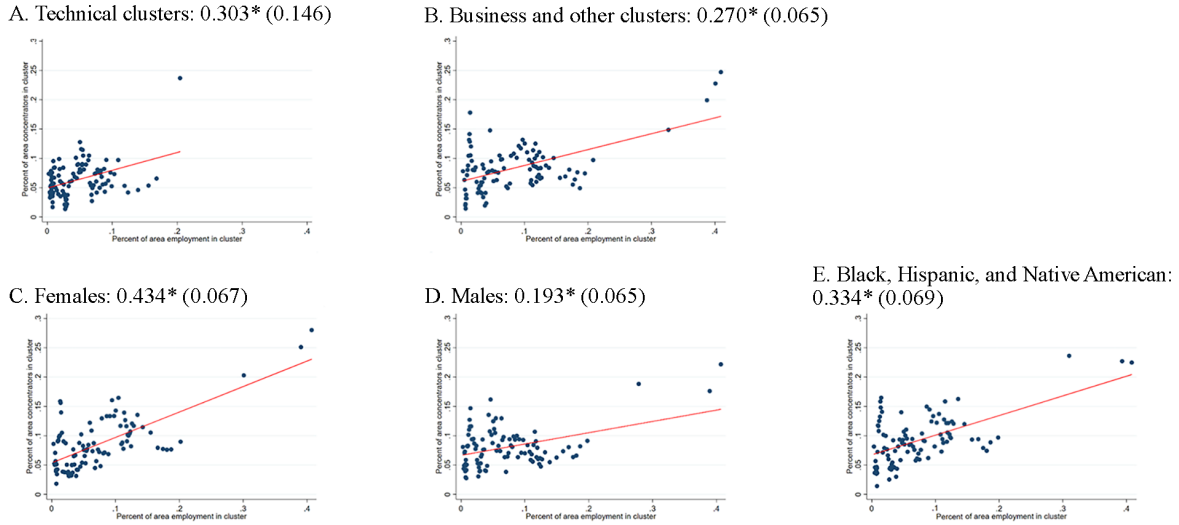 A. Technical clusters: 0.303* (0.146)
B. Business and other clusters: 0.270* (0.065)
Percent of area concentrators in cluster
.3
.25
.2
.15
.1
.05
0
0 .1 .2 .3 .4
Percent of area employment in cluster
Percent of area concentrators in cluster
.3
.25
.2
.15
.1
.05
0
0 .1 .2 .3 .4
Percent of area employment in cluster
C. Females: 0.434* (0.067)
D. Males: 0.193* (0.065)
E. Black, Hispanic, and Native American:
0.334* (0.069)
Percent of area concentrators in cluster
.3
.25
.2
.15
.1
.05
0
0 .1 .2 .3 .4
Percent of area employment in cluster
Percent of area concentrators in cluster
.3
.25
.2
.15
.1
.05
0
0 .1 .2 .3 .4
Percent of area employment in cluster
Percent of area concentrators in cluster
.3
.25
.2
.15
.1
.05
0
0 .1 .2 .3 .4
Percent of area employment in cluster